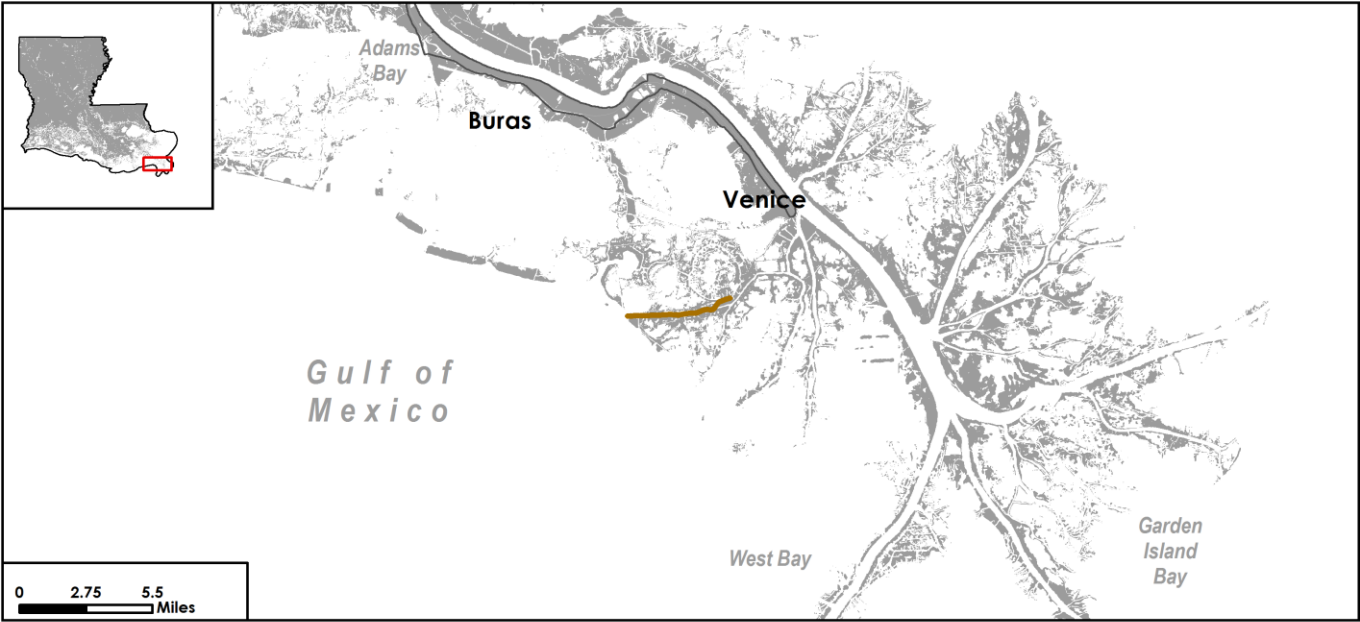 Adams
Bay
Buras
Venice
Gulf of
Mexico
West Bay
Garden
Island
Bay
0 2.75 5.5
Miles